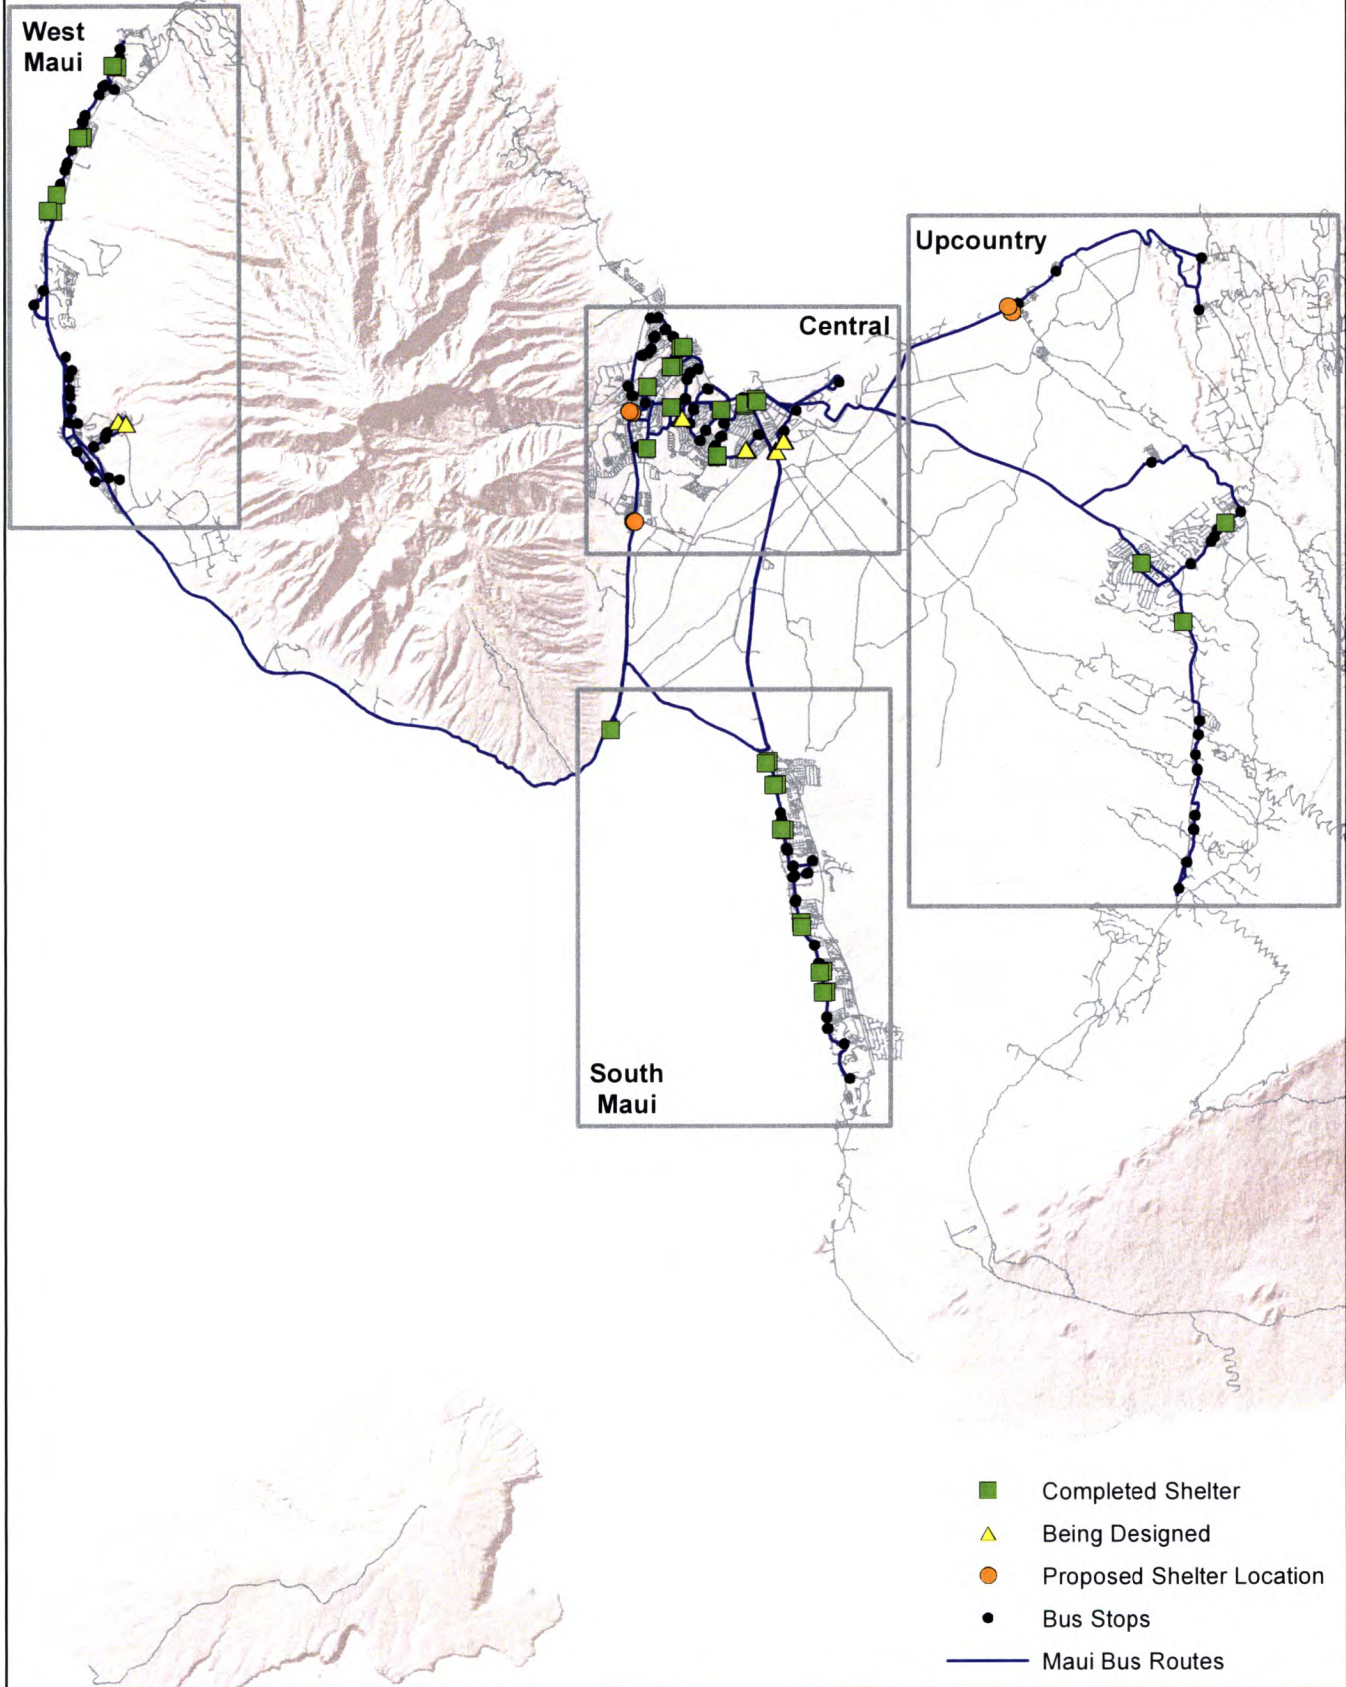 West
Maui
Upcountry
Central
South
Maui
Completed Shelter
Being Designed
Proposed Shelter Location
Bus Stops
Maui Bus Routes